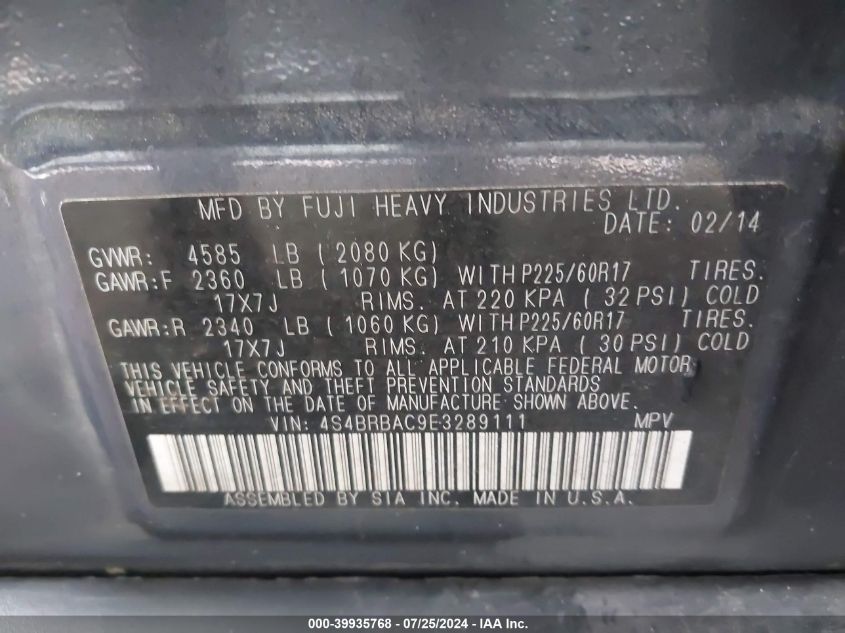 MFD BY FUJI HEAVY INDUSTRIES LTD.
DATE: 02/14
GVWR: 4585 LB ( 2080 KG)
GAWR:F 2360 LB ( 1070 KG) WITH P225/60R17 TIRES.
17X7J RIMS. AT 220 KPA ( 32 PSI) COLD
GAWR:R 2340 LB ( 1060 KG) WITH P225/60R17 TIRES.
17X7J RIMS. AT 210 KPA ( 30 PSI) COLD
THIS VEHICLE CONFORMS TO ALL APPLICABLE FEDERAL MOTOR
VEHICLE SAFETY AND THEFT PREVENTION STANDARDS
IN EFFECT ON THE DATE OF MANUFACTURE SHOWN ABOVE.
VIN: 4S4BRBAC9E3289111 MPV
ASSEMBLED BY SIA INC. MADE IN U.S.A.
000-39935768 - 07/25/2024 - IAA Inc.